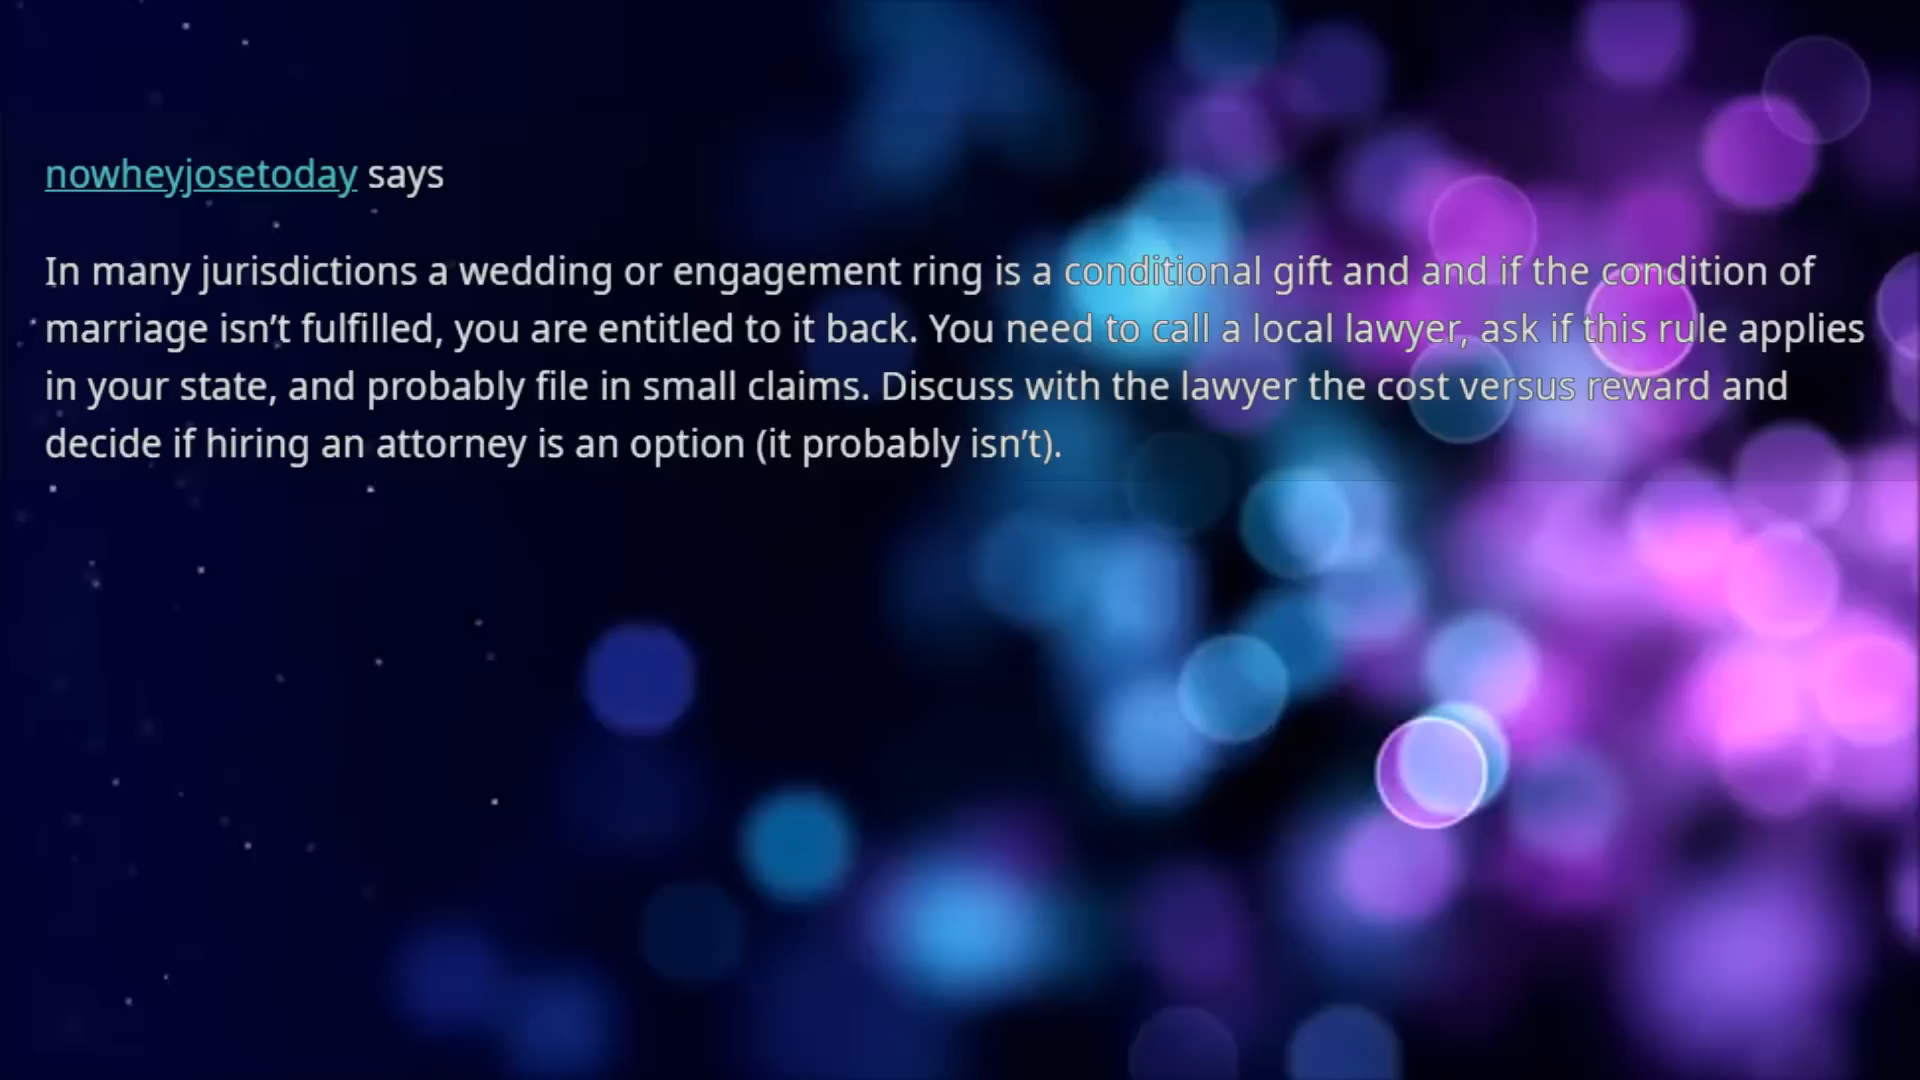 nowheyjosetoday says
In many jurisdictions a wedding or engagement ring is a conditional gift and and if the condition of
marriage isn’t fulfilled, you are entitled to it back. You need to call a local lawyer, ask if this rule applies
in your state, and probably file in small claims. Discuss with the lawyer the cost versus reward and
decide if hiring an attorney is an option (it probably isn’t).